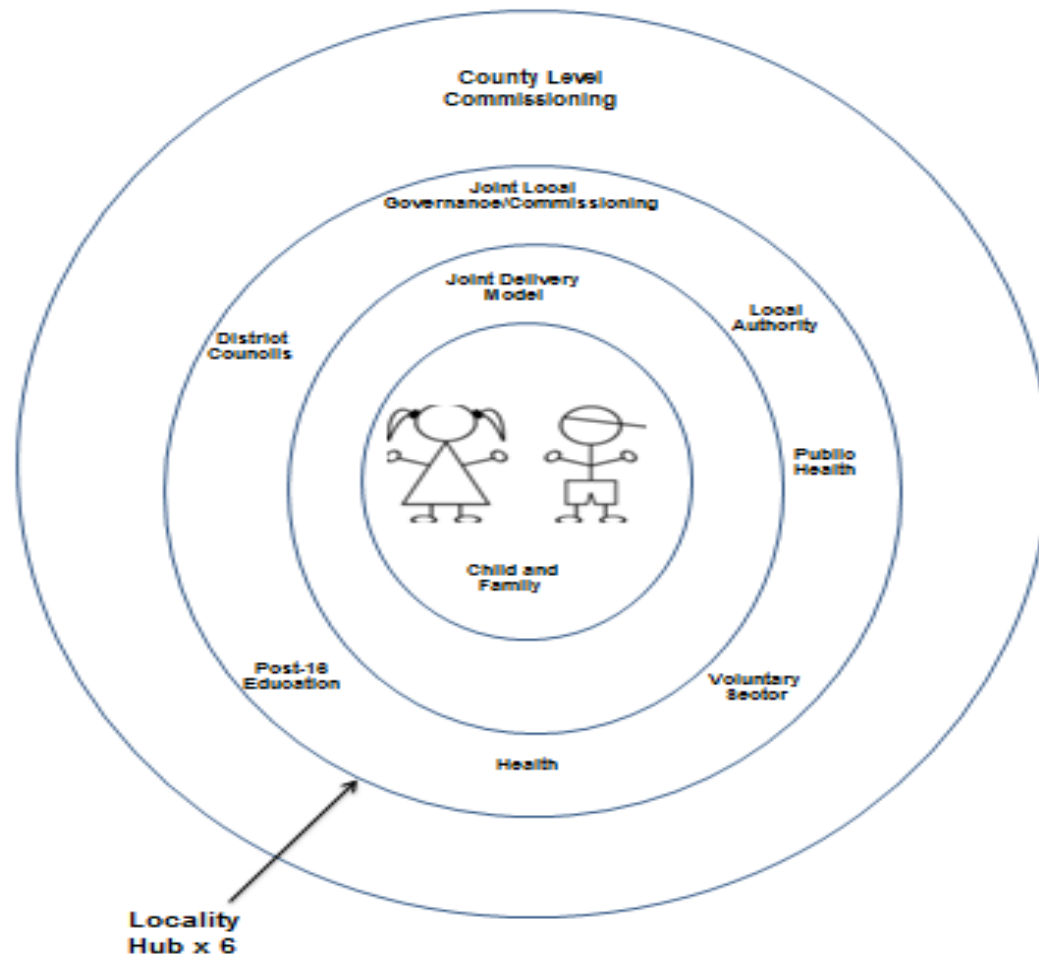 County Level
Commissioning
Joint Local
Governance/Commissioning
Joint Delivery
Model
Local
Authority
District
Councils
Public
Health
Child and
Family
Post-16
Education
Voluntary
Sector
Health
Locality
Hub x 6